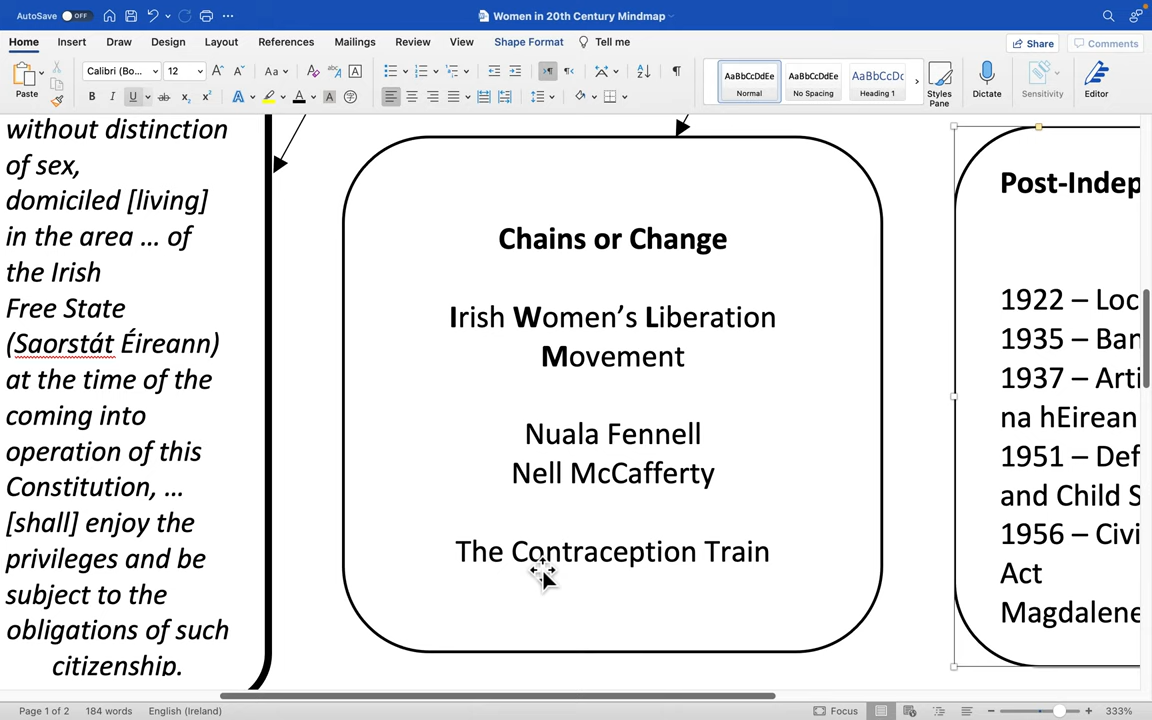 AutoSave OFF
Women in 20th Century Mindmap
Home Insert Draw Design Layout References Mailings Review View Shape Format Tell me
Share Comments
Paste
Calibri (Bo... 12
AaBbCcDdEe AaBbCcDdEe AaBbCcDc
Normal No Spacing Heading 1
Styles Pane
Dictate
Sensitivity
Editor
without distinction
of sex,
domiciled [living]
in the area ... of
the Irish
Free State
(Saorstát Éireann)
at the time of the
coming into
operation of this
Constitution, ...
[shall] enjoy the
privileges and be
subject to the
obligations of such
citizenship.
Chains or Change
Irish Women’s Liberation
Movement
Nuala Fennell
Nell McCafferty
The Contraception Train
Post-Indep
1922 – Loc
1935 – Ban
1937 – Arti
na hEirean
1951 – Def
and Child S
1956 – Civi
Act
Magdalene
Page 1 of 2 184 words English (Ireland)
Focus
333%